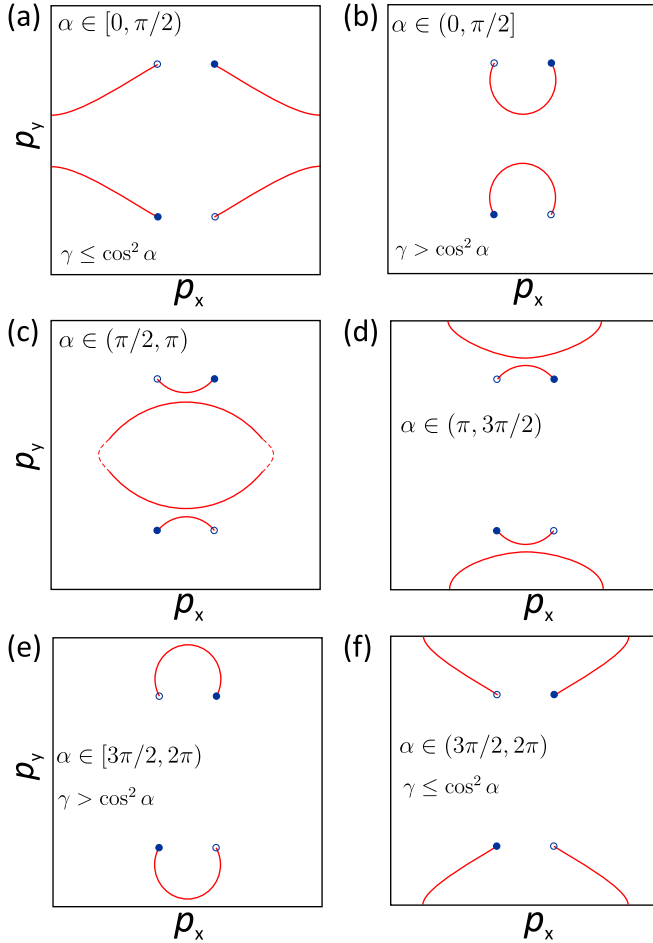 (a) α ∈ [0, π/2)
p_y
γ ≤ cos² α
p_x
(b) α ∈ (0, π/2]
γ > cos² α
p_x
(c) α ∈ (π/2, π)
p_y
p_x
(d)
α ∈ (π, 3π/2)
p_x
(e)
α ∈ [3π/2, 2π)
p_y
γ > cos² α
p_x
(f)
α ∈ (3π/2, 2π)
γ ≤ cos² α
p_x